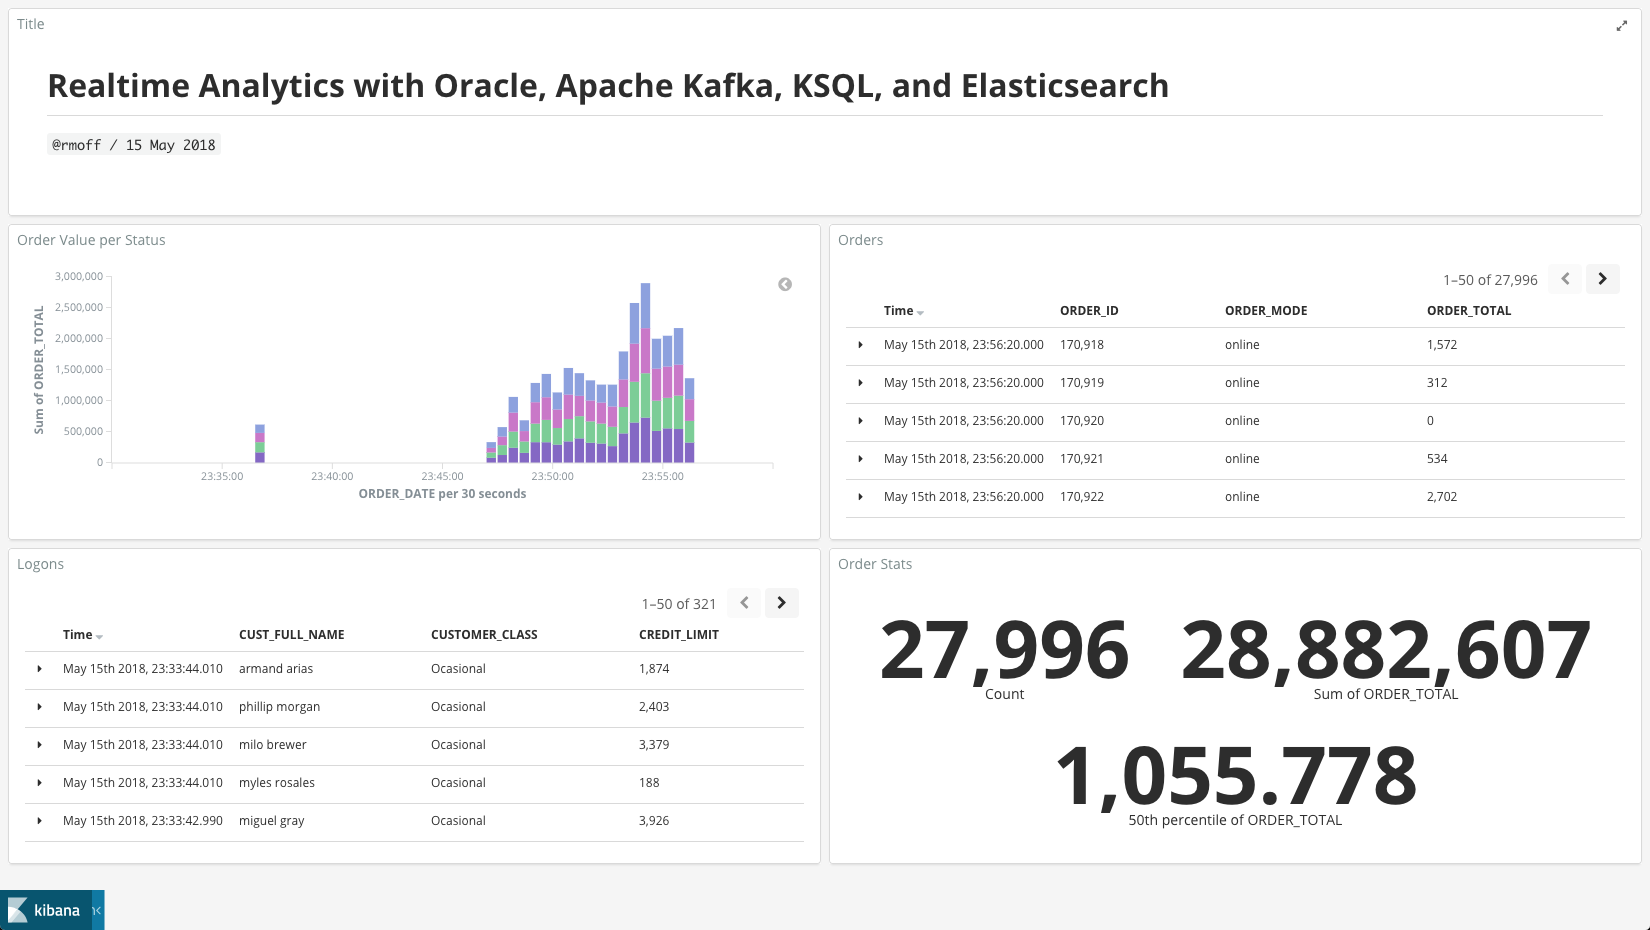 Title
Realtime Analytics with Oracle, Apache Kafka, KSQL, and Elasticsearch
@rmoff / 15 May 2018
Order Value per Status
3,000,000
2,500,000
2,000,000
1,500,000
1,000,000
500,000
0
Sum of ORDER_TOTAL
23:35:00 23:40:00 23:45:00 23:50:00 23:55:00
ORDER_DATE per 30 seconds
Orders
1–50 of 27,996
Time ORDER_ID ORDER_MODE ORDER_TOTAL
May 15th 2018, 23:56:20.000 170,918 online 1,572
May 15th 2018, 23:56:20.000 170,919 online 312
May 15th 2018, 23:56:20.000 170,920 online 0
May 15th 2018, 23:56:20.000 170,921 online 534
May 15th 2018, 23:56:20.000 170,922 online 2,702
Logons
1–50 of 321
Time CUST_FULL_NAME CUSTOMER_CLASS CREDIT_LIMIT
May 15th 2018, 23:33:44.010 armand arias Ocasional 1,874
May 15th 2018, 23:33:44.010 phillip morgan Ocasional 2,403
May 15th 2018, 23:33:44.010 milo brewer Ocasional 3,379
May 15th 2018, 23:33:44.010 myles rosales Ocasional 188
May 15th 2018, 23:33:42.990 miguel gray Ocasional 3,926
Order Stats
27,996 28,882,607
Count Sum of ORDER_TOTAL
1,055.778
50th percentile of ORDER_TOTAL
kibana